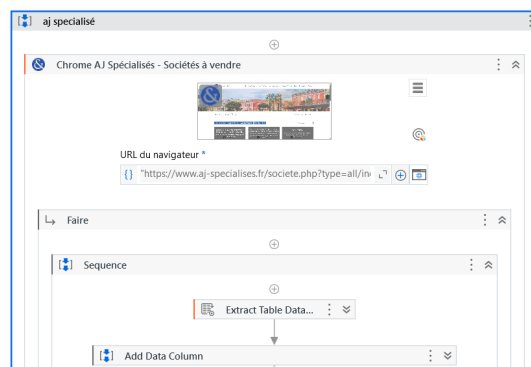 aj spécialisé
Chrome AJ Spécialisés - Sociétés à vendre
URL du navigateur *
"https://www.aj-specialises.fr/societe.php?type=all/in
Faire
Sequence
Extract Table Data...
Add Data Column